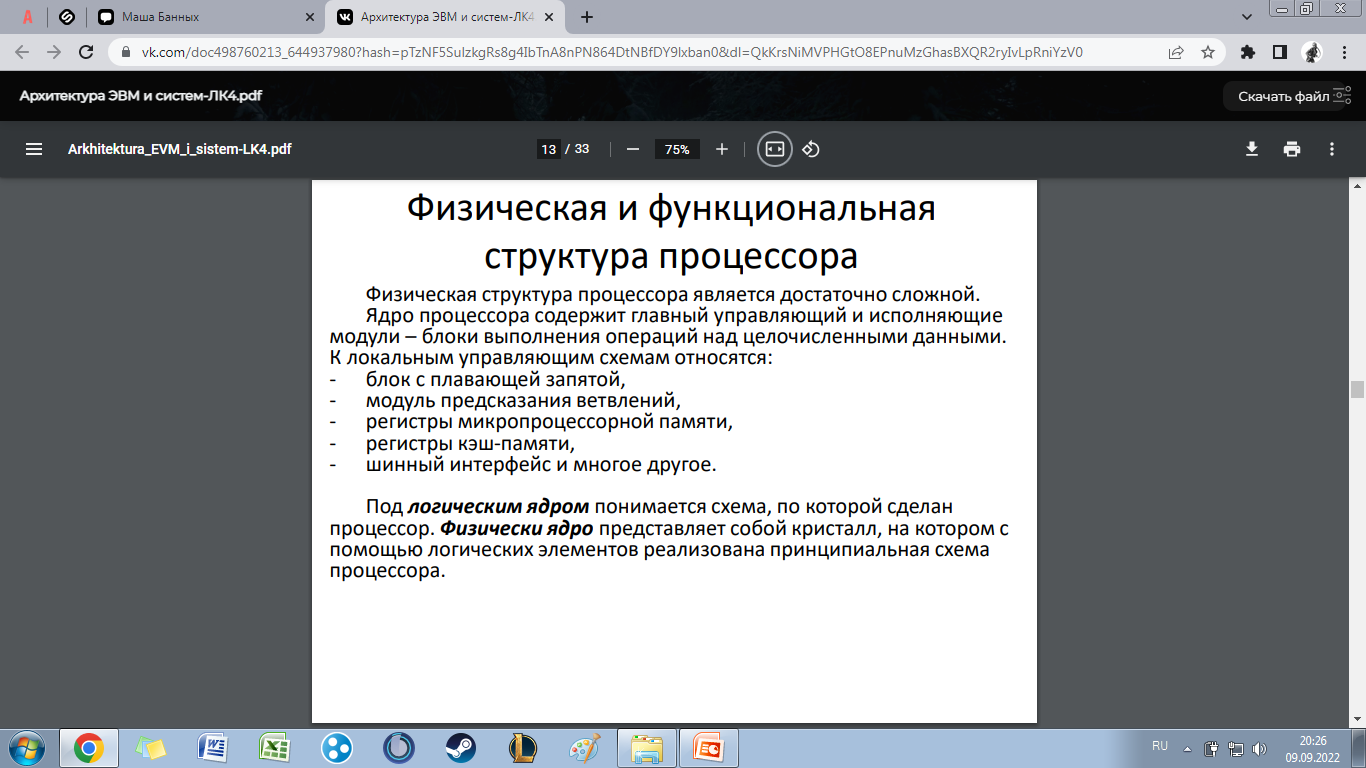 Маша Банных
Архитектура ЭВМ и систем-ЛК4
vk.com/doc498760213_644937980?hash=pTzNF5SulzkgRs8g4IbTnA8nPN864DtNBfDY9lxban0&dl=QkKrsNiMVPHGtO8EPnuMzGhasBXQR2ryIvLpRniYzV0
Архитектура ЭВМ и систем-ЛК4.pdf
Скачать файл
Arkhitektura_EVM_i_sistem-LK4.pdf
13 / 33
75%
Физическая и функциональная
структура процессора
Физическая структура процессора является достаточно сложной.
Ядро процессора содержит главный управляющий и исполняющие
модули – блоки выполнения операций над целочисленными данными.
К локальным управляющим схемам относятся:
- блок с плавающей запятой,
- модуль предсказания ветвлений,
- регистры микропроцессорной памяти,
- регистры кэш-памяти,
- шинный интерфейс и многое другое.
Под логическим ядром понимается схема, по которой сделан
процессор. Физически ядро представляет собой кристалл, на котором с
помощью логических элементов реализована принципиальная схема
процессора.
RU
20:26
09.09.2022